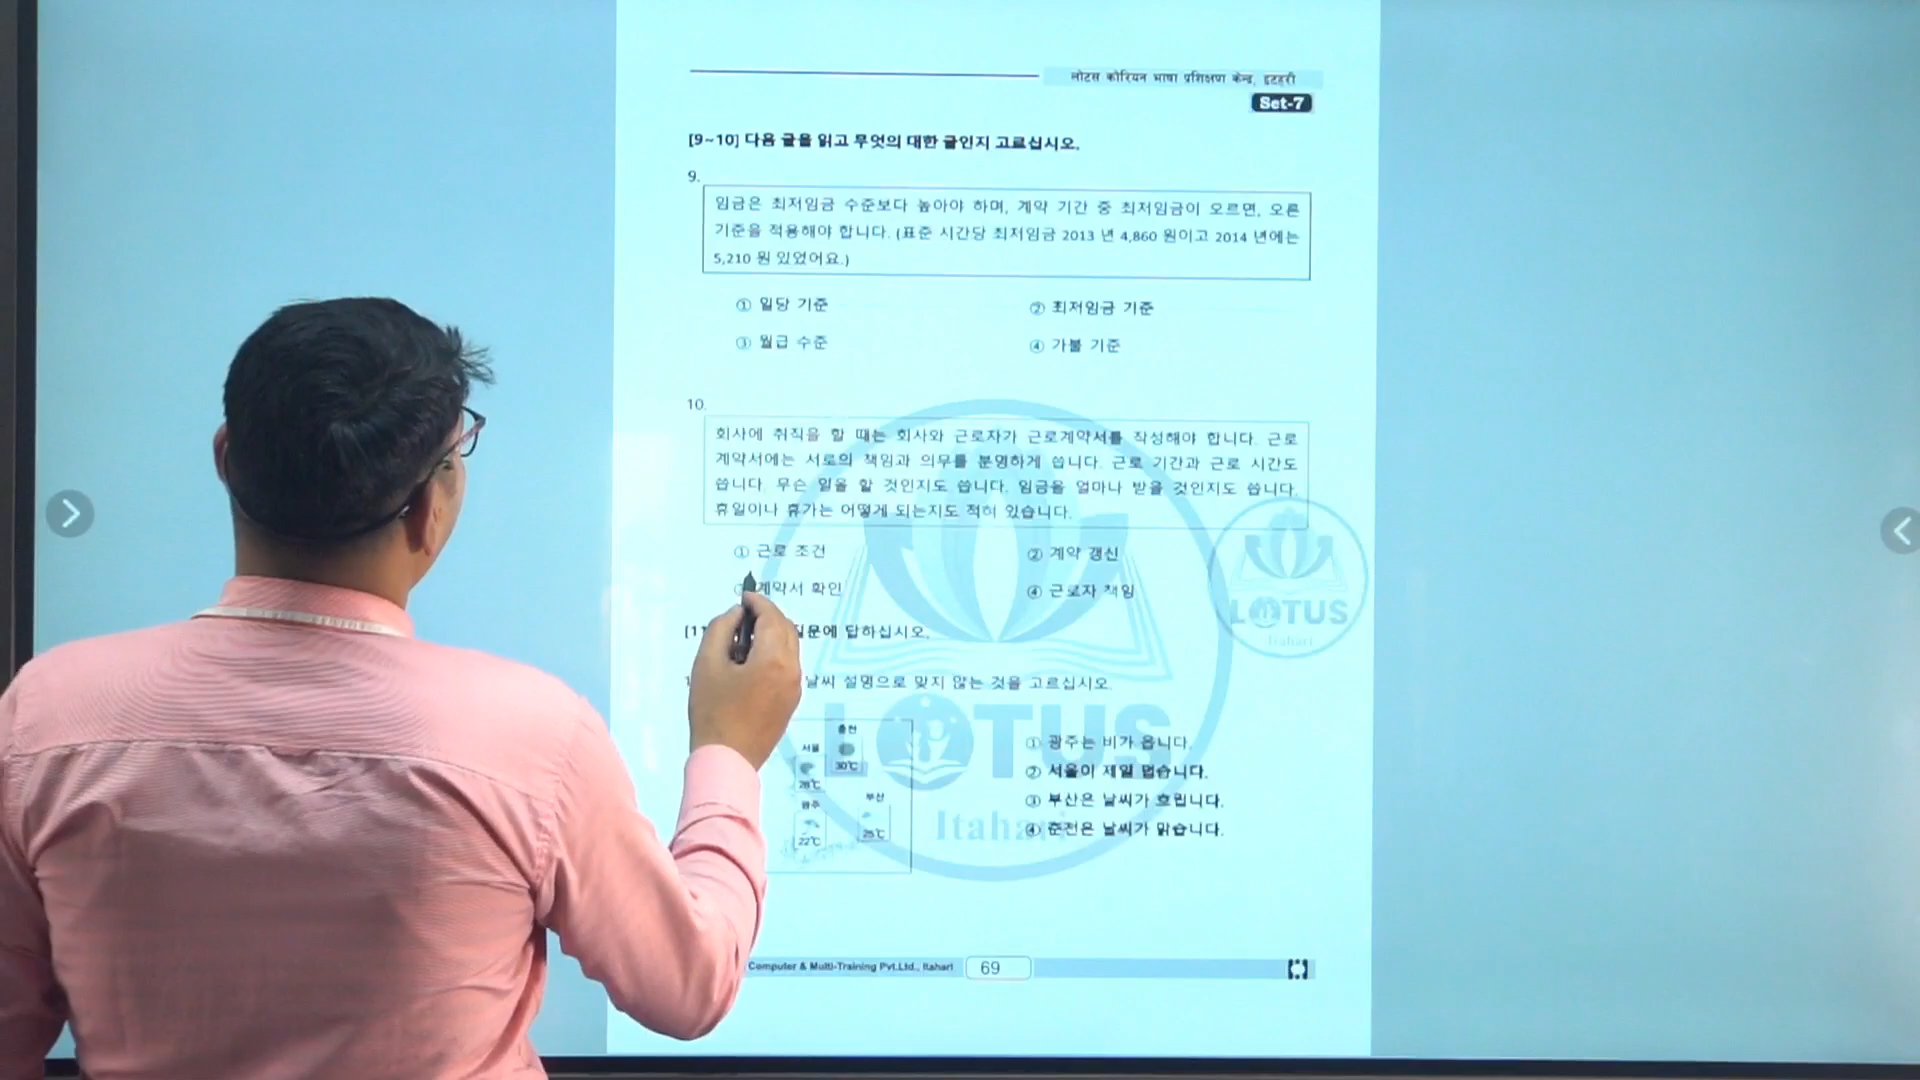 लोटस कोरियन भाषा प्रशिक्षण केन्द्र, इटहरी
Set-7
[9~10] 다음 글을 읽고 무엇의 대한 글인지 고르십시오.
9.
임금은 최저임금 수준보다 높아야 하며, 계약 기간 중 최저임금이 오르면, 오른
기준을 적용해야 합니다. (표준 시간당 최저임금 2013 년 4,860 원이고 2014 년에는
5,210 원 있었어요.)
① 일당 기준
② 최저임금 기준
③ 월급 수준
④ 가불 기준
10.
회사에 취직을 할 때는 회사와 근로자가 근로계약서를 작성해야 합니다. 근로
계약서에는 서로의 책임과 의무를 분명하게 씁니다. 근로 기간과 근로 시간도
씁니다. 무슨 일을 할 것인지도 씁니다. 임금을 얼마나 받을 것인지도 씁니다.
휴일이나 휴가는 어떻게 되는지도 적혀 있습니다.
① 근로 조건
② 계약 갱신
계약서 확인
④ 근로자 책임
[11 질문에 답하십시오.
날씨 설명으로 맞지 않는 것을 고르십시오.
춘천
서울
30℃
28℃
부산
광주
25℃
22℃
① 광주는 비가 옵니다.
② 서울이 제일 덥습니다.
③ 부산은 날씨가 흐립니다.
④ 춘천은 날씨가 맑습니다.
LOTUS
Itahari
LOTUS
Itahari
Computer & Multi-Training Pvt.Ltd., Itahari
69